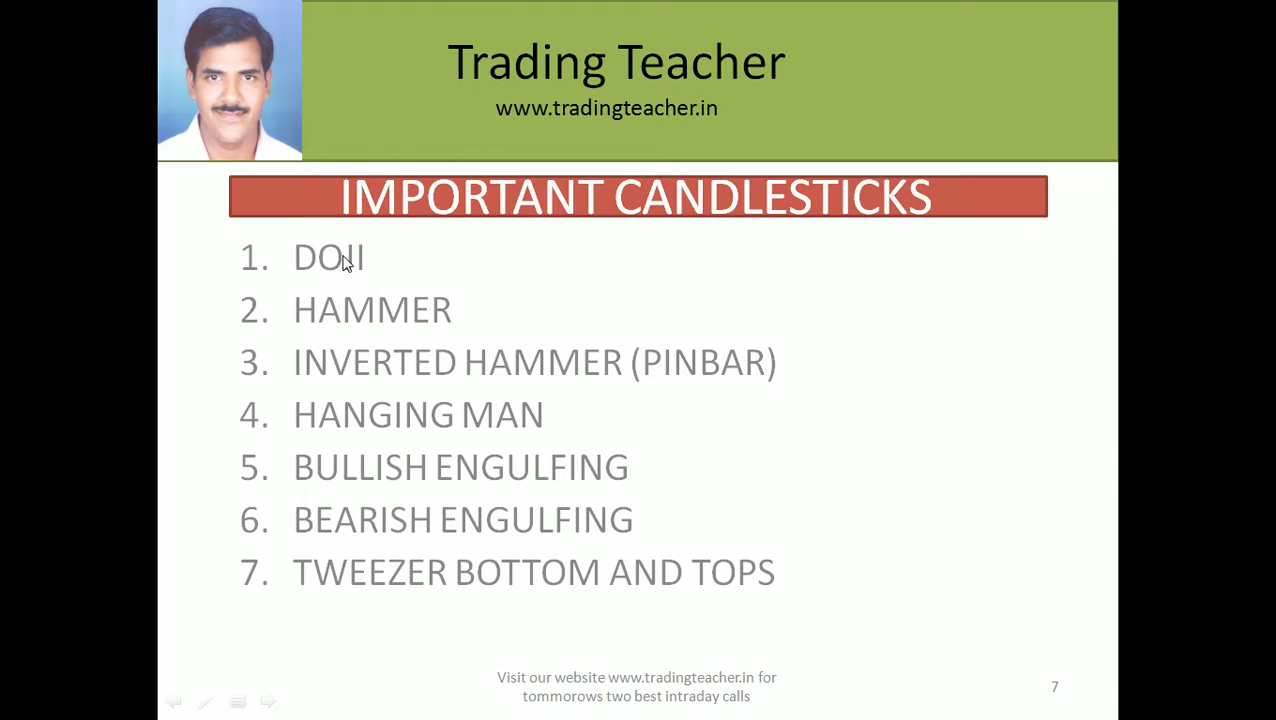 Trading Teacher
www.tradingteacher.in
IMPORTANT CANDLESTICKS
1. DOJI
2. HAMMER
3. INVERTED HAMMER (PINBAR)
4. HANGING MAN
5. BULLISH ENGULFING
6. BEARISH ENGULFING
7. TWEEZER BOTTOM AND TOPS
Visit our website www.tradingteacher.in for
tommorows two best intraday calls
7